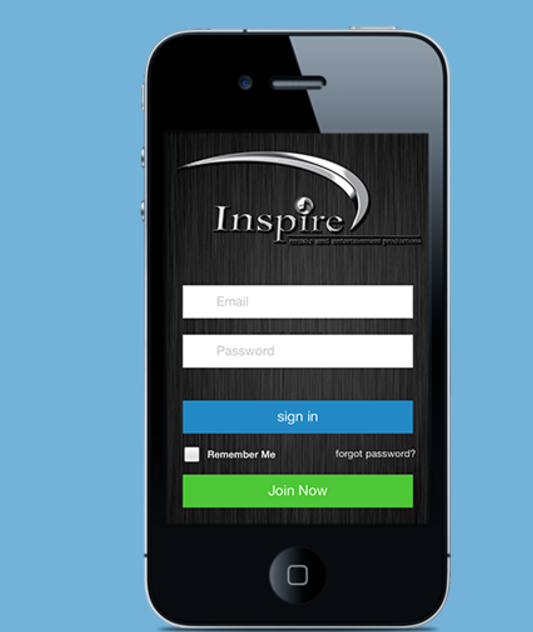 Inspire
music and entertainment productions
Email
Password
sign in
Remember Me
forgot password?
Join Now